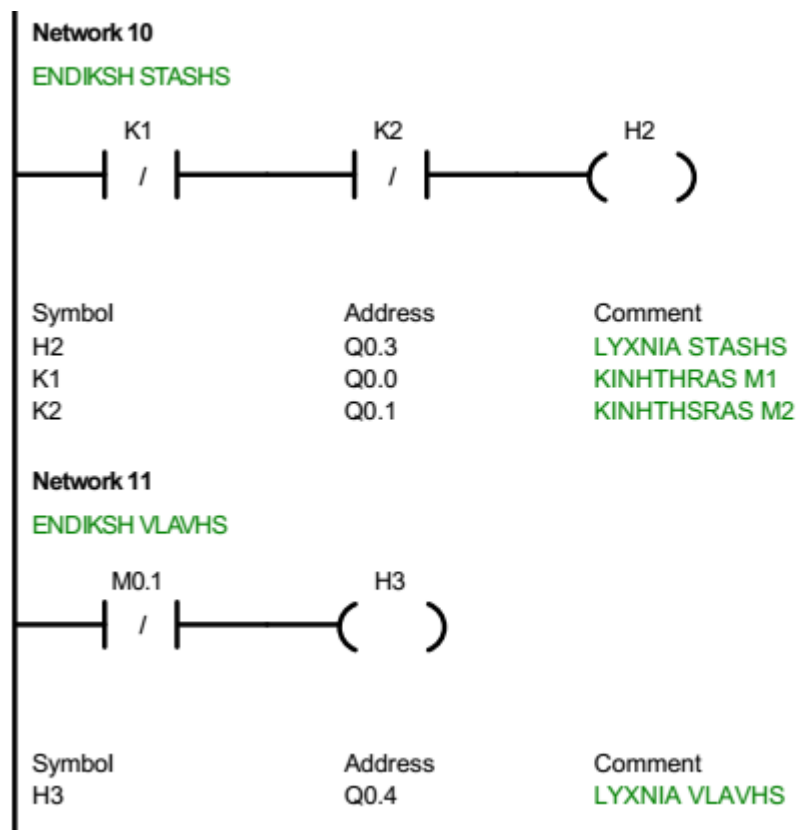 Network 10
ENDIKSH STASHS
K1 K2 H2
/ /
Symbol Address Comment
H2 Q0.3 LYXNIA STASHS
K1 Q0.0 KINHTHRAS M1
K2 Q0.1 KINHTHSRAS M2
Network 11
ENDIKSH VLAVHS
M0.1 H3
/
Symbol Address Comment
H3 Q0.4 LYXNIA VLAVHS